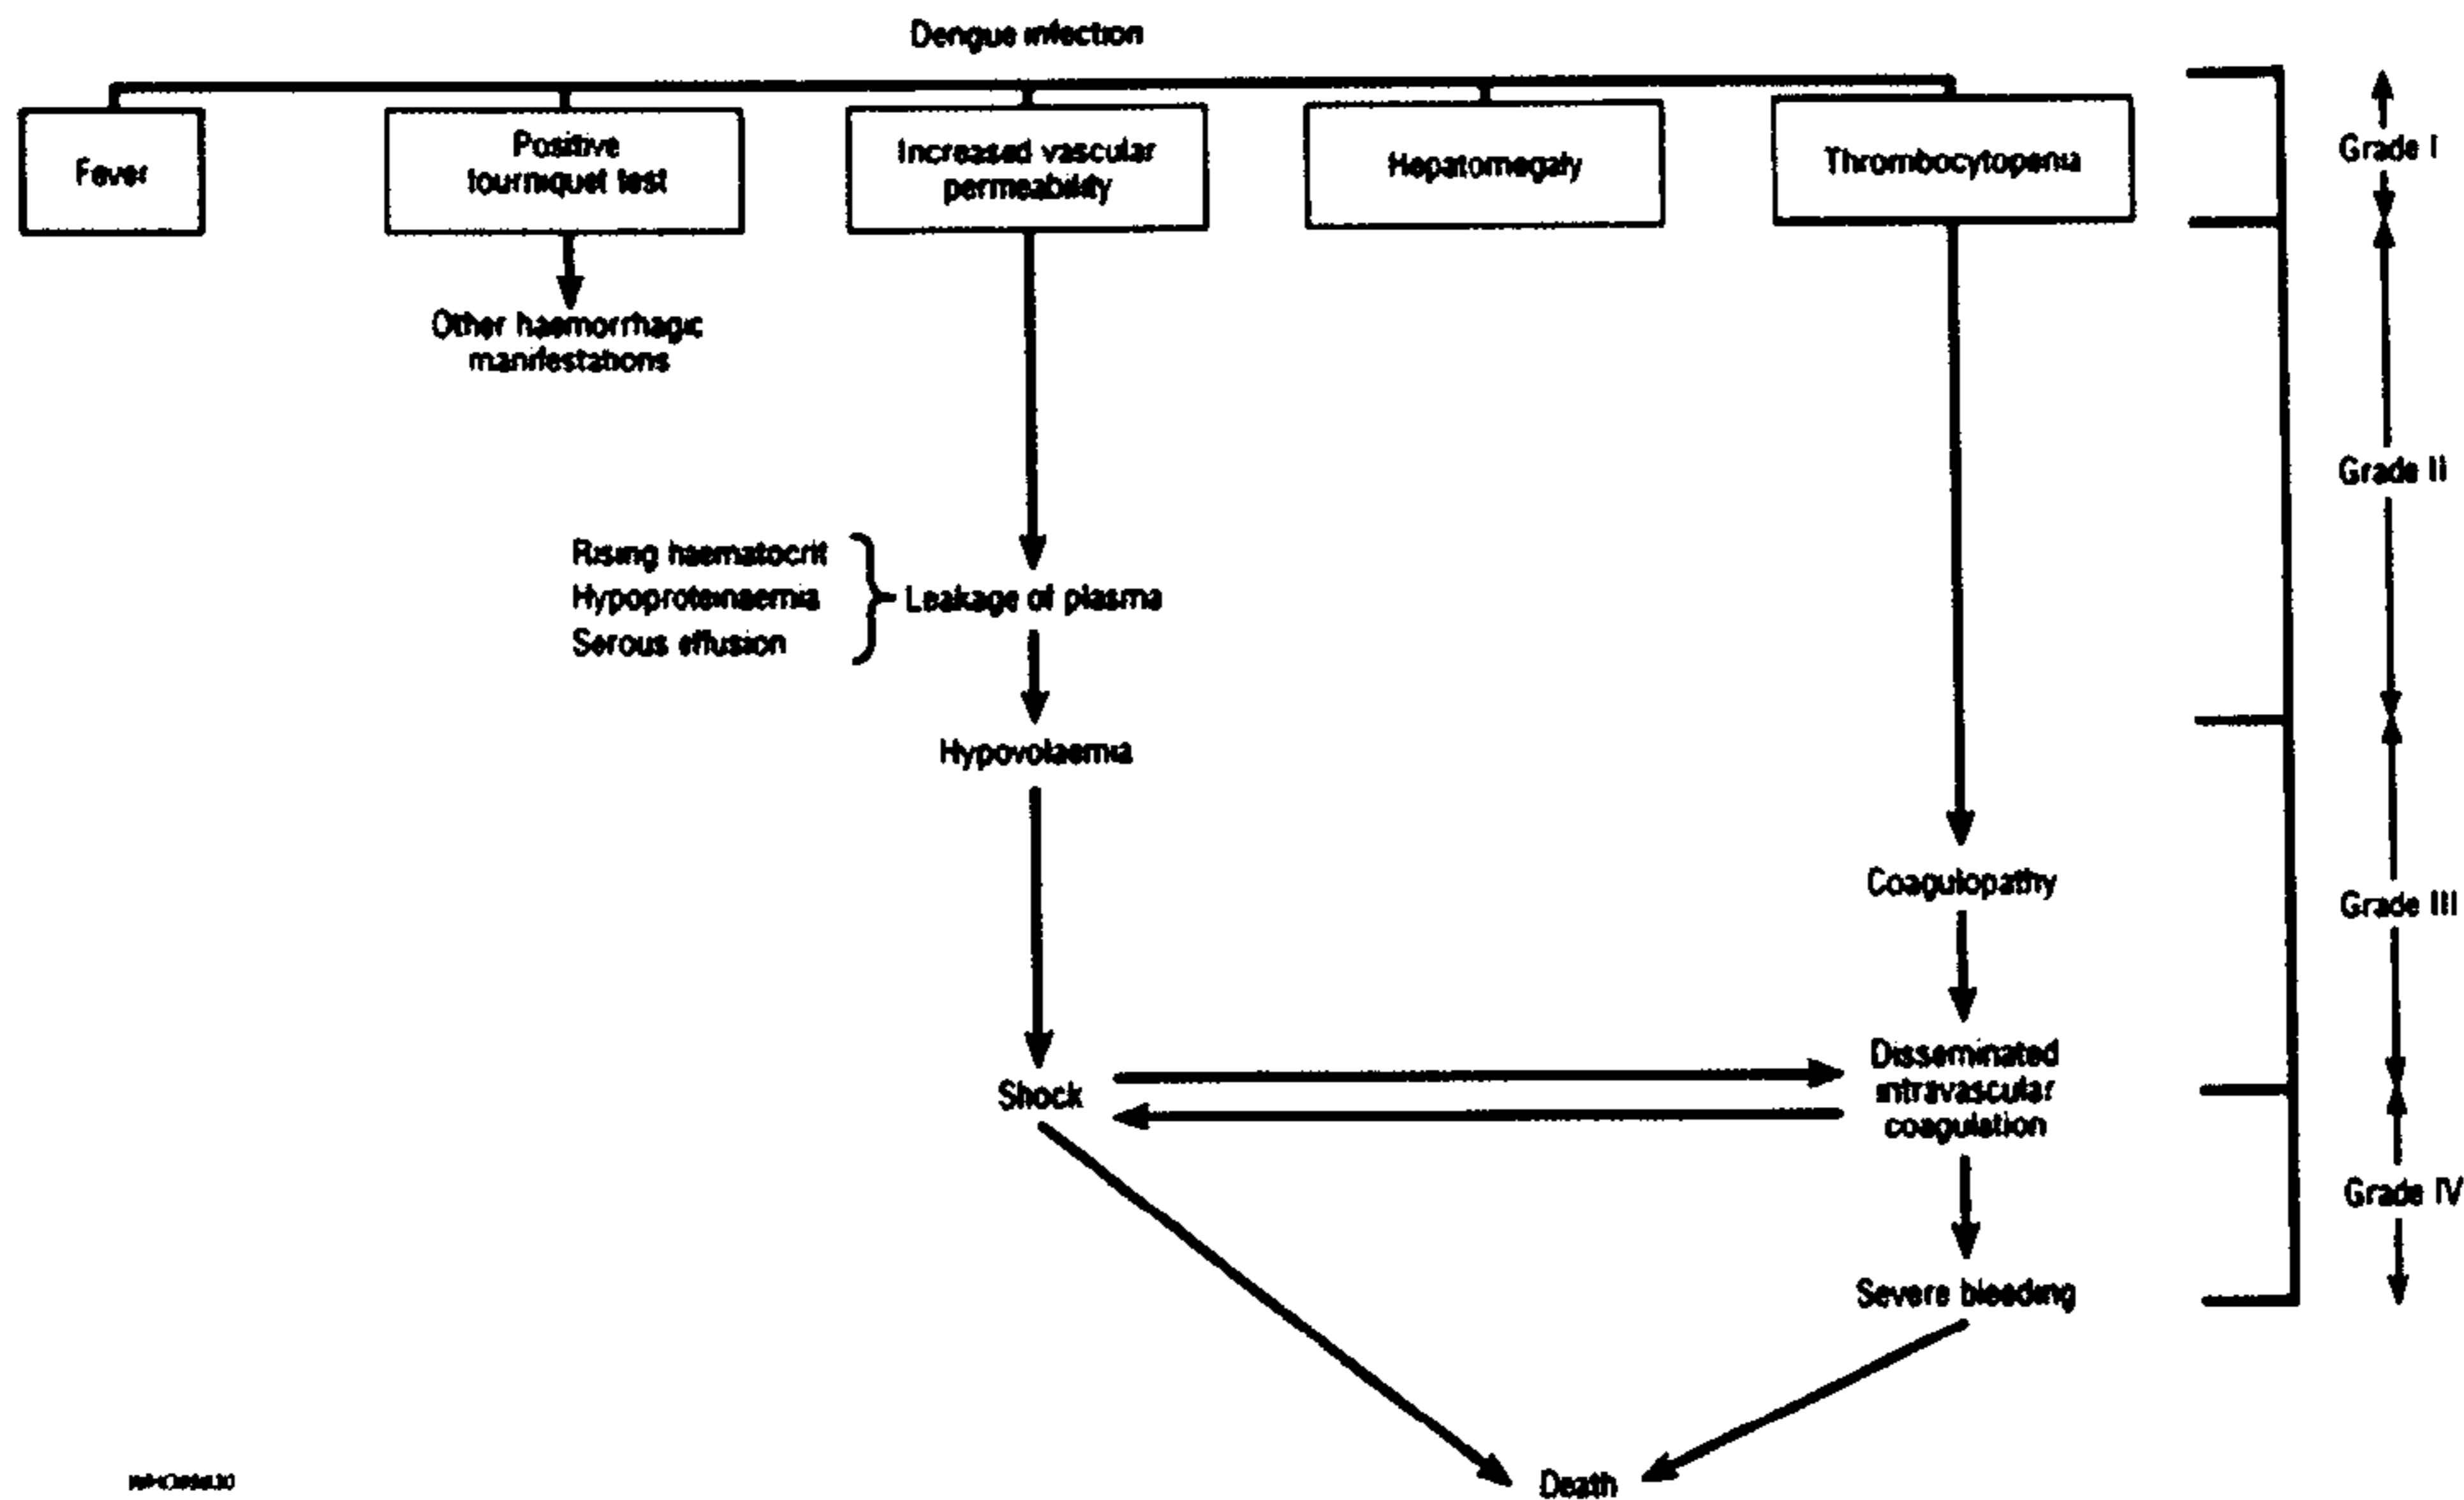 Dengue infection
Fever
Positive
tourniquet test
Increased vascular
permeability
Hepatomegaly
Thrombocytopenia
Grade I
Other haemorrhagic
manifestations
Grade II
Rising haematocrit
Hypoproteinaemia
Serous effusion
Leakage of plasma
Hypovolaemia
Coagulopathy
Grade III
Shock
Disseminated
intravascular
coagulation
Grade IV
Severe bleeding
Death